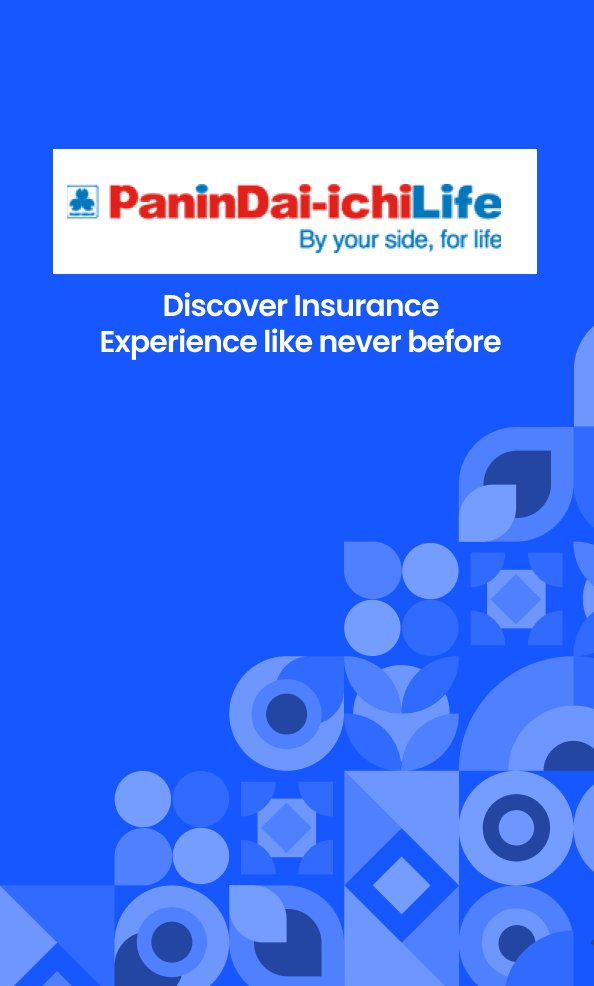 PaninDai-ichiLife
By your side, for life
Discover Insurance
Experience like never before